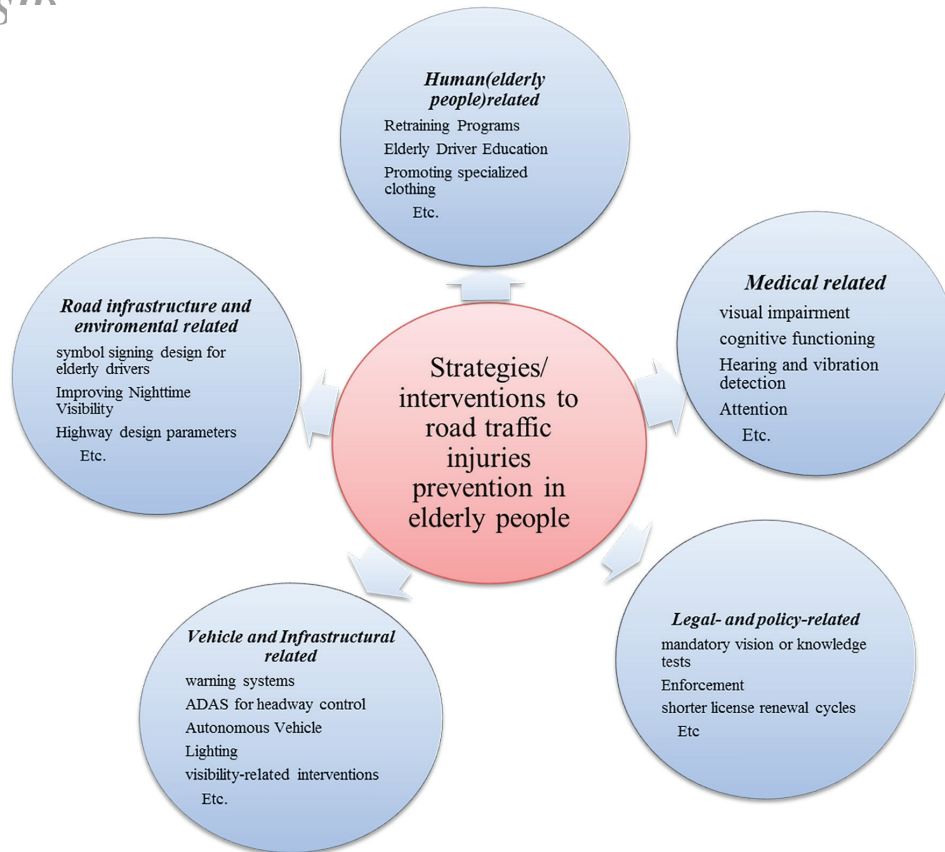 Human(elderly
people)related
Retraining Programs
Elderly Driver Education
Promoting specialized
clothing
Etc.
Medical related
visual impairment
cognitive functioning
Hearing and vibration
detection
Attention
Etc.
Legal- and policy-related
mandatory vision or knowledge
tests
Enforcement
shorter license renewal cycles
Etc
Vehicle and Infrastructural
related
warning systems
ADAS for headway control
Autonomous Vehicle
Lighting
visibility-related interventions
Etc.
Road infrastructure and
enviromental related
symbol signing design for
elderly drivers
Improving Nighttime
Visibility
Highway design parameters
Etc.
Strategies/
interventions to
road traffic
injuries
prevention in
elderly people